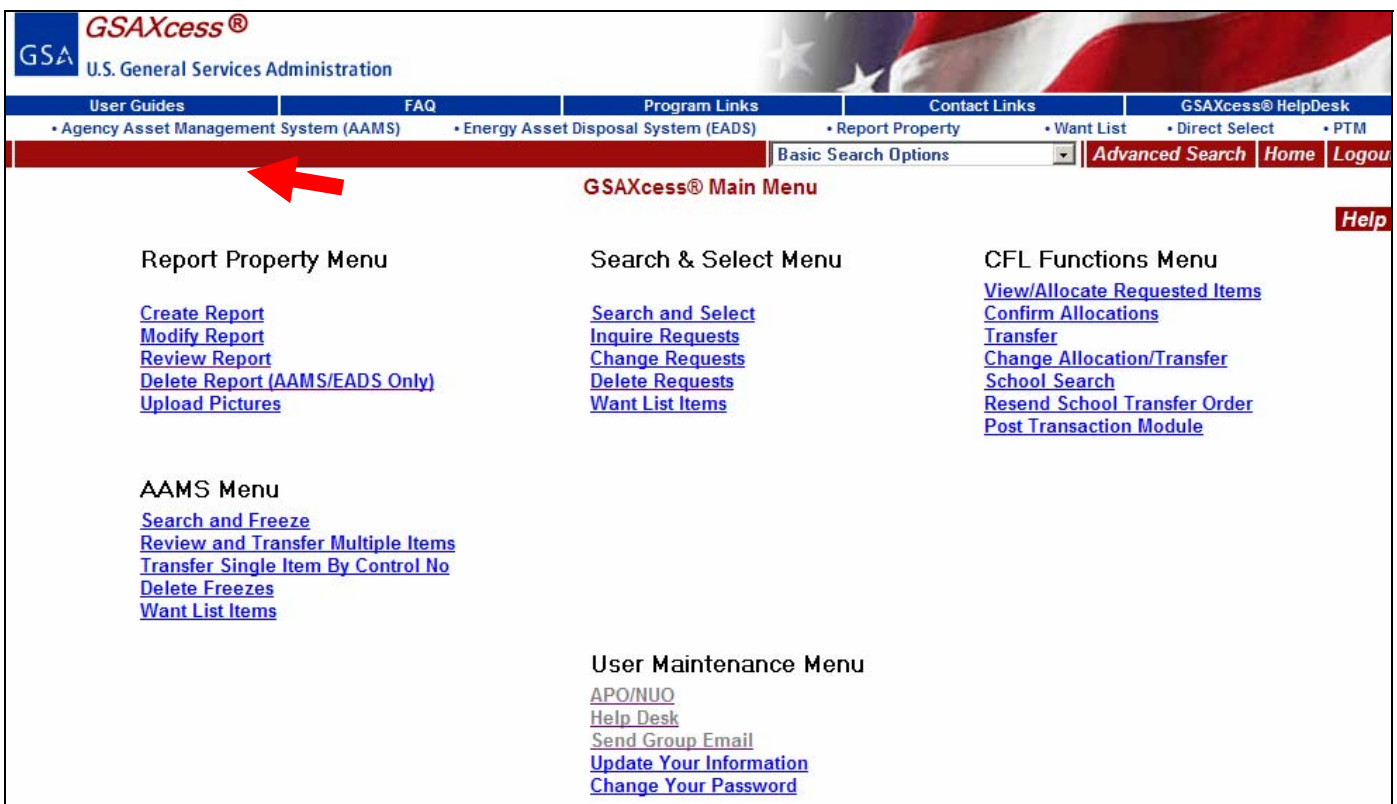 GSAXcess®
GSA
U.S. General Services Administration
User Guides FAQ Program Links Contact Links GSAXcess® HelpDesk
• Agency Asset Management System (AAMS) • Energy Asset Disposal System (EADS) • Report Property • Want List • Direct Select • PTM
Basic Search Options Advanced Search Home Logou
GSAXcess® Main Menu
Help
Report Property Menu
Create Report
Modify Report
Review Report
Delete Report (AAMS/EADS Only)
Upload Pictures
Search & Select Menu
Search and Select
Inquire Requests
Change Requests
Delete Requests
Want List Items
CFL Functions Menu
View/Allocate Requested Items
Confirm Allocations
Transfer
Change Allocation/Transfer
School Search
Resend School Transfer Order
Post Transaction Module
AAMS Menu
Search and Freeze
Review and Transfer Multiple Items
Transfer Single Item By Control No
Delete Freezes
Want List Items
User Maintenance Menu
APO/NUO
Help Desk
Send Group Email
Update Your Information
Change Your Password